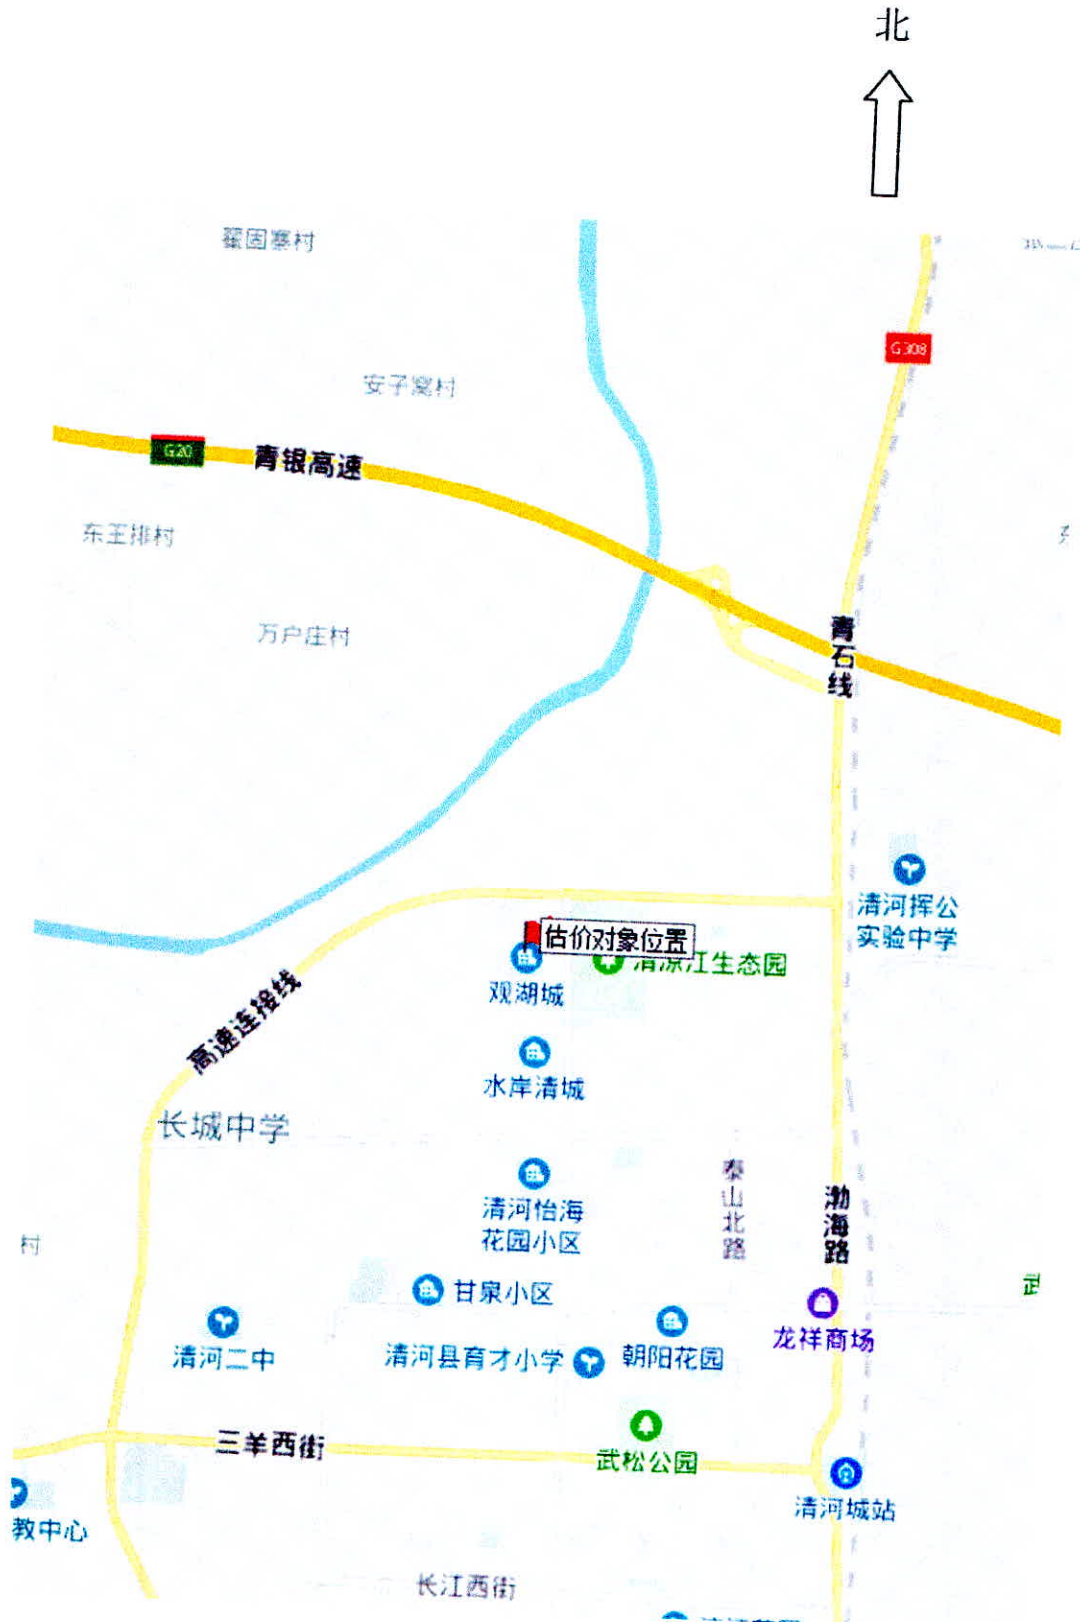 北
翟固寨村
G308
安子窝村
G20
青银高速
东王排村
青石线
万户庄村
清河挥公
实验中学
估价对象位置
清凉江生态园
观湖城
高速连接线
水岸清城
长城中学
泰山北路
渤海路
清河怡海
花园小区
村
甘泉小区
武
龙祥商场
清河二中
清河县育才小学
朝阳花园
三羊西街
武松公园
清河城站
教中心
长江西街